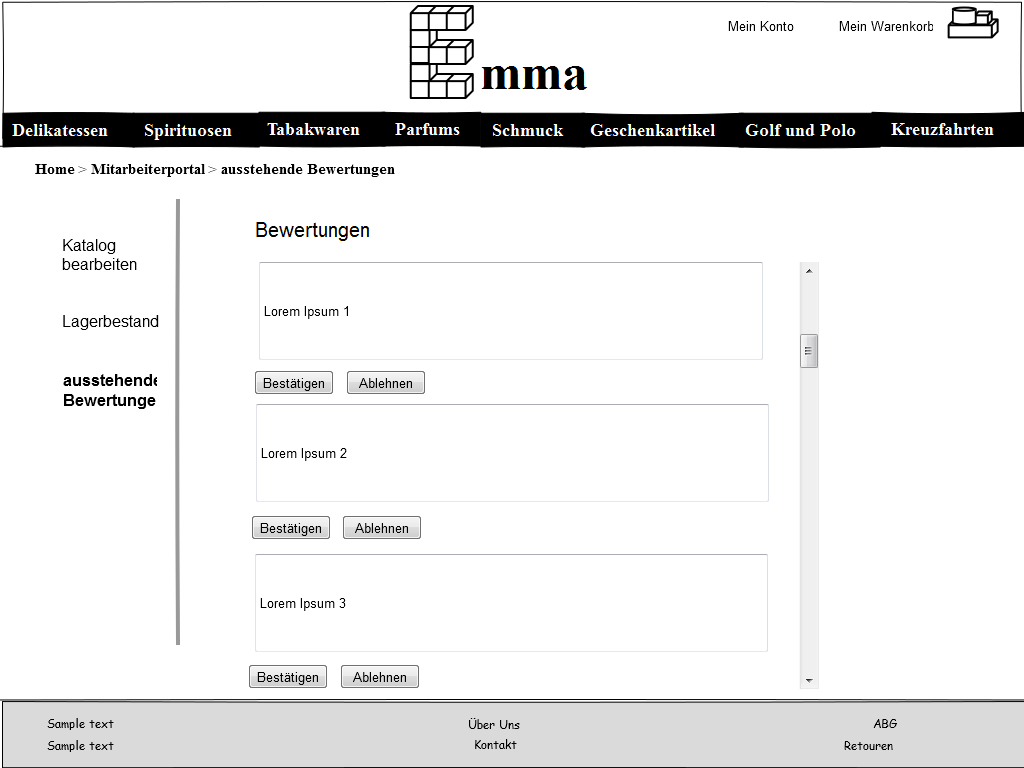 Mein Konto Mein Warenkorb
Emma
Delikatessen Spirituosen Tabakwaren Parfums Schmuck Geschenkartikel Golf und Polo Kreuzfahrten
Home > Mitarbeiterportal > ausstehende Bewertungen
Katalog
bearbeiten
Lagerbestand
ausstehende
Bewertunge
Bewertungen
Lorem Ipsum 1
Bestätigen Ablehnen
Lorem Ipsum 2
Bestätigen Ablehnen
Lorem Ipsum 3
Bestätigen Ablehnen
Sample text Über Uns ABG
Sample text Kontakt Retouren